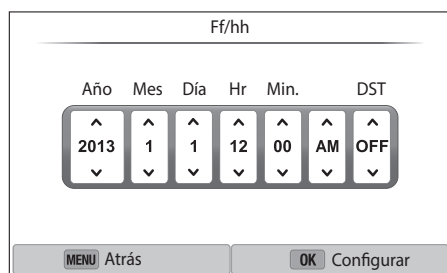 Ff/hh
Año Mes Día Hr Min. DST
2013 1 1 12 00 AM OFF
MENU Atrás OK Configurar